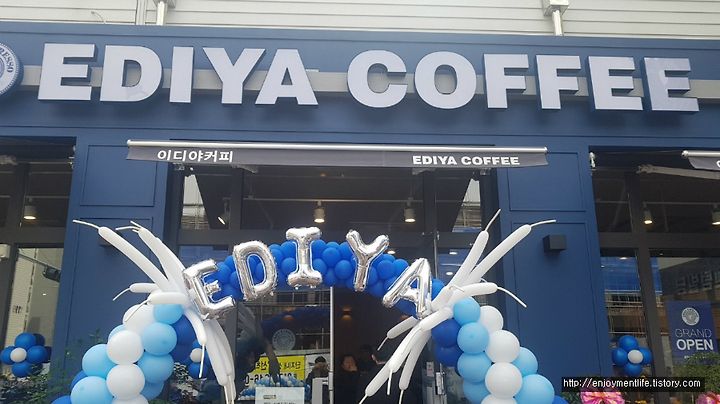 EDIYA COFFEE
이디야커피 EDIYA COFFEE
EDIYA
GRAND
OPEN
http://enjoymentlife.tistory.com